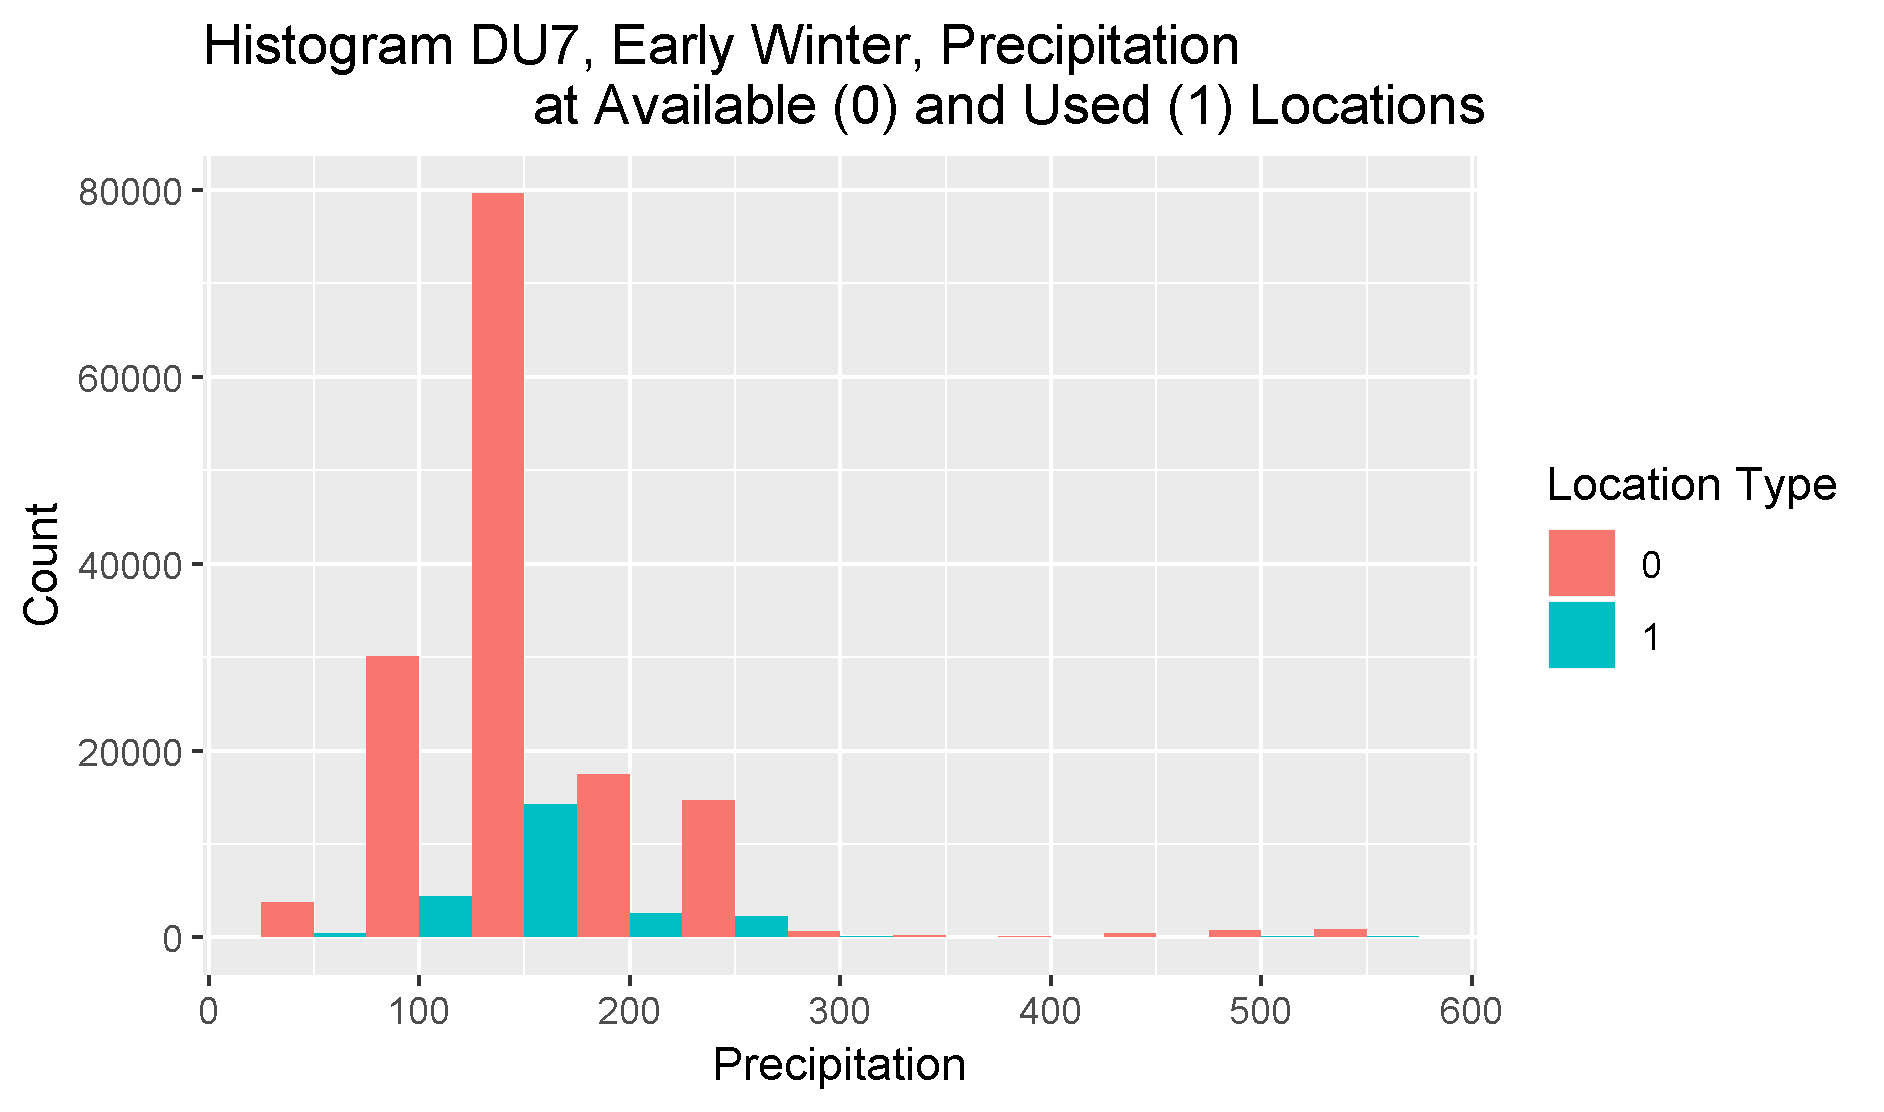 Histogram DU7, Early Winter, Precipitation
at Available (0) and Used (1) Locations
80000
60000
40000
20000
0
Count
0 100 200 300 400 500 600
Precipitation
Location Type
0
1